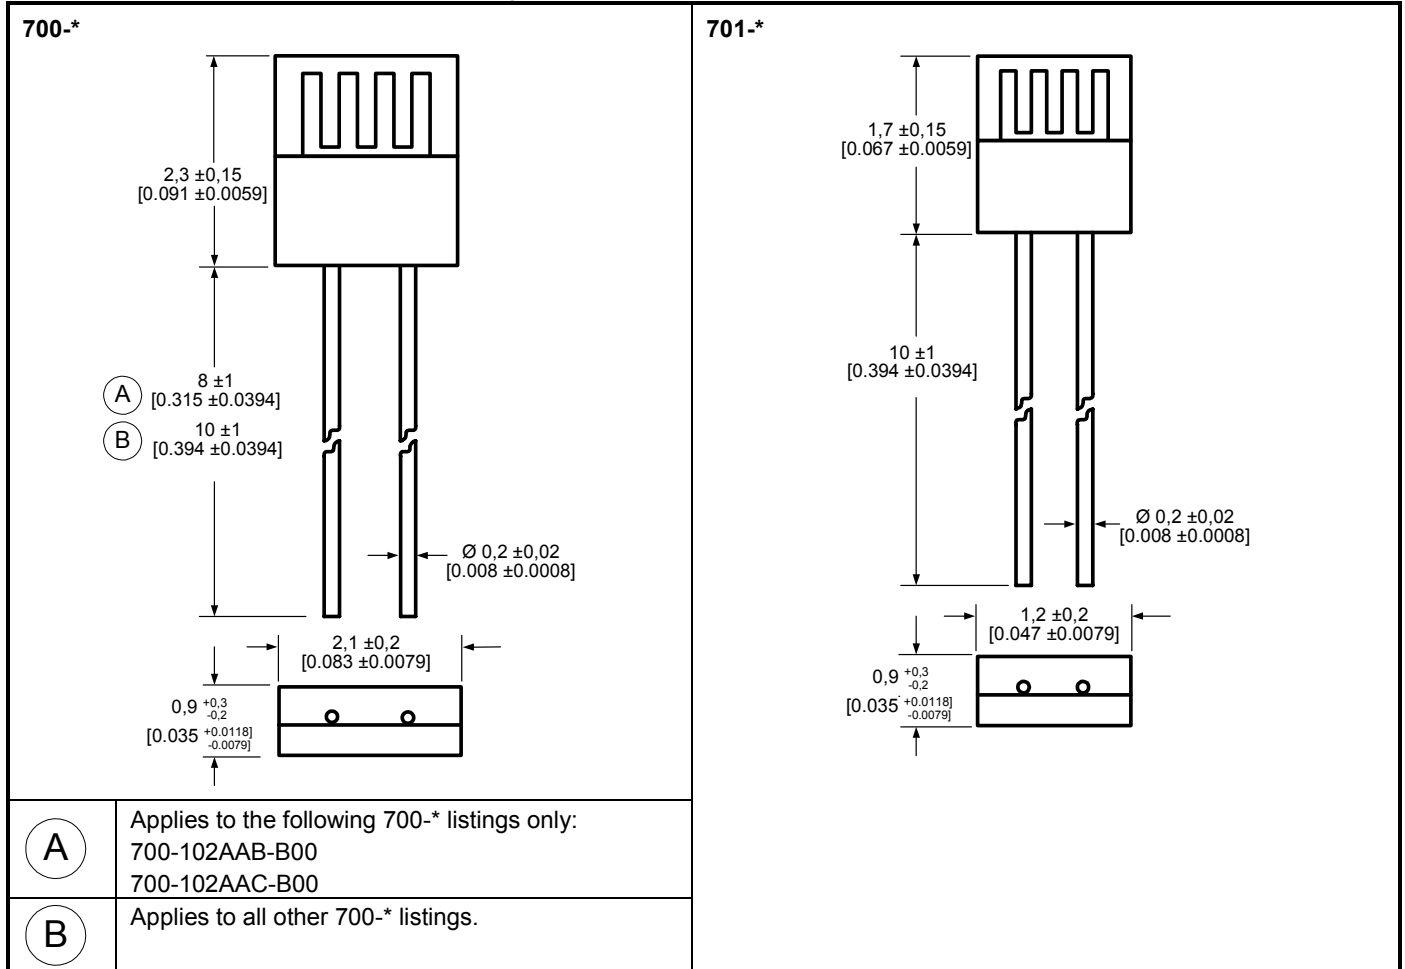 700-*
2,3 ±0,15
[0.091 ±0.0059]
A
8 ±1
[0.315 ±0.0394]
B
10 ±1
[0.394 ±0.0394]
Ø 0,2 ±0,02
[0.008 ±0.0008]
2,1 ±0,2
[0.083 ±0.0079]
0,9 +0,3
-0,2
[0.035 +0.0118]
-0.0079]
701-*
1,7 ±0,15
[0.067 ±0.0059]
10 ±1
[0.394 ±0.0394]
Ø 0,2 ±0,02
[0.008 ±0.0008]
1,2 ±0,2
[0.047 ±0.0079]
0,9 +0,3
-0,2
[0.035 +0.0118]
-0.0079]
A
Applies to the following 700-* listings only:
700-102AAB-B00
700-102AAC-B00
B
Applies to all other 700-* listings.